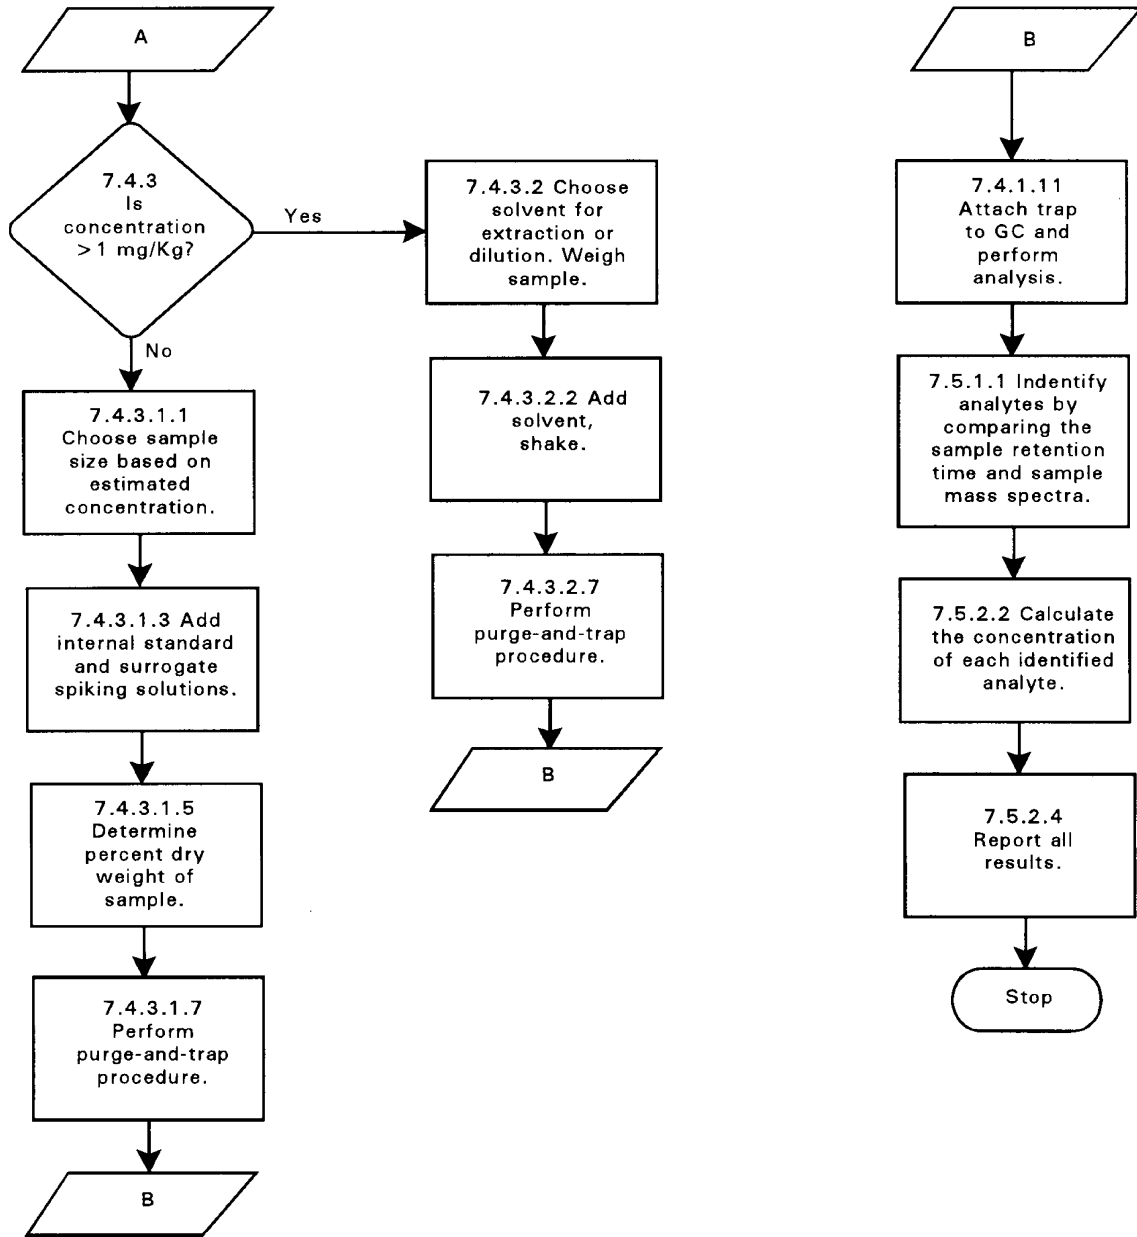 A
7.4.3
Is
concentration
>1 mg/Kg?
Yes
No
7.4.3.1.1
Choose sample
size based on
estimated
concentration.
7.4.3.1.3 Add
internal standard
and surrogate
spiking solutions.
7.4.3.1.5
Determine
percent dry
weight of
sample.
7.4.3.1.7
Perform
purge-and-trap
procedure.
B
7.4.3.2 Choose
solvent for
extraction or
dilution. Weigh
sample.
7.4.3.2.2 Add
solvent,
shake.
7.4.3.2.7
Perform
purge-and-trap
procedure.
B
B
7.4.1.11
Attach trap
to GC and
perform
analysis.
7.5.1.1 Indentify
analytes by
comparing the
sample retention
time and sample
mass spectra.
7.5.2.2 Calculate
the concentration
of each identified
analyte.
7.5.2.4
Report all
results.
Stop